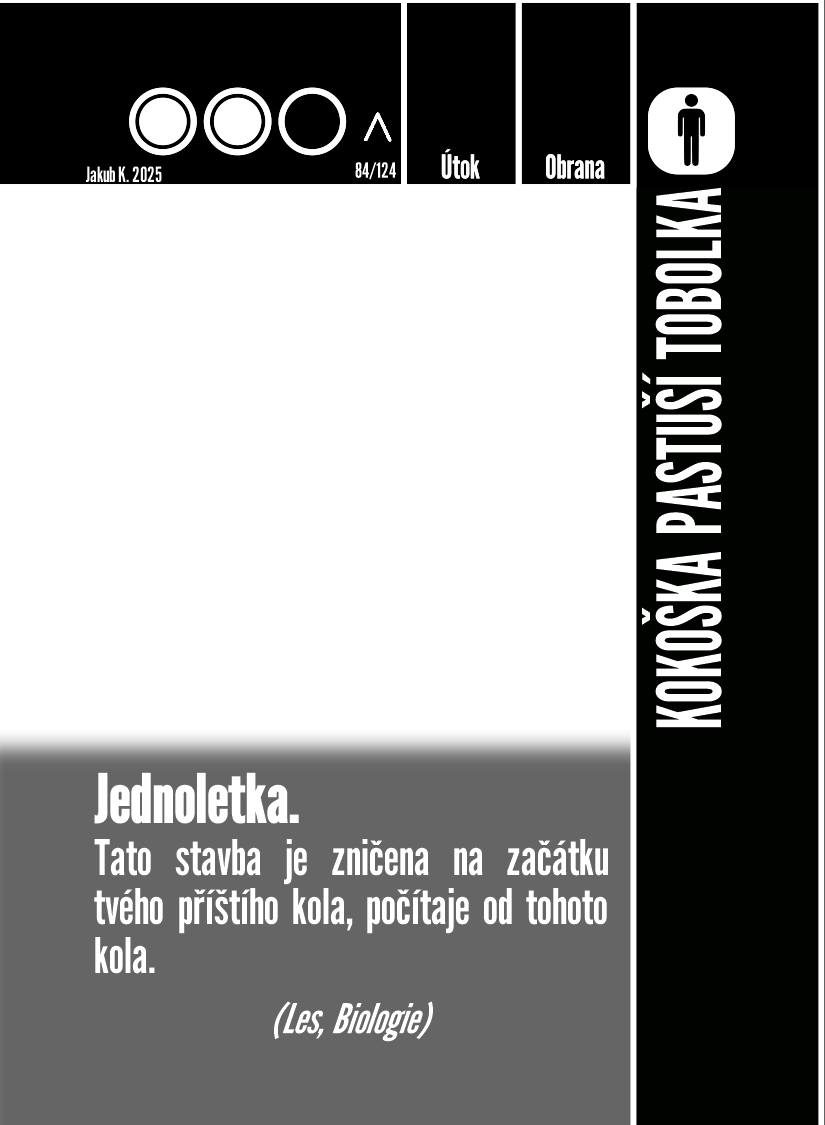 Jakub K. 2025
84/124
Útok
Obrana
KOKOŠKA PASTUŠÍ TOBOLKA
Jednoletka.
Tato stavba je zničena na začátku
tvého příštího kola, počítaje od tohoto
kola.
(Les, Biologie)